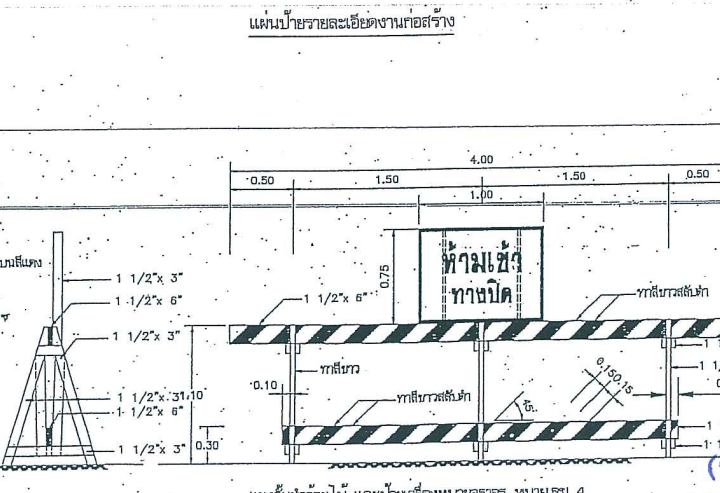 แผ่นป้ายรายละเอียดงานก่อสร้าง
4.00
0.50 1.50 1.50 0.50
1.00
0.75
ห้ามเข้า
ทางปิด
1 1/2"x 3"
1 1/2"x 6"
1 1/2"x 3"
1 1/2"x 3"
1 1/2"x 6"
1 1/2"x 3"
1.10
0.30
1 1/2"x 6"
ทาสีขาวสลับดำ
ทาสีขาว
0.10
ทาสีขาวสลับดำ
45°
0.15 0.15